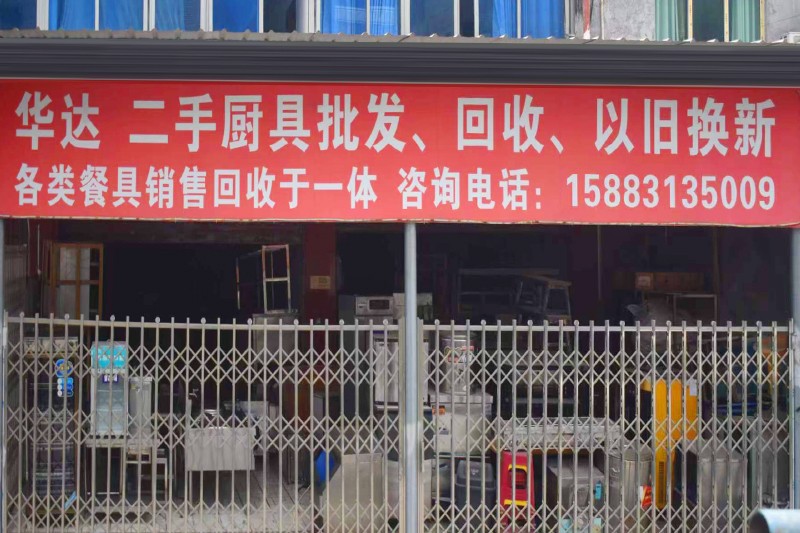 华达 二手厨具批发、回收、以旧换新
各类餐具销售回收于一体 咨询电话：15883135009